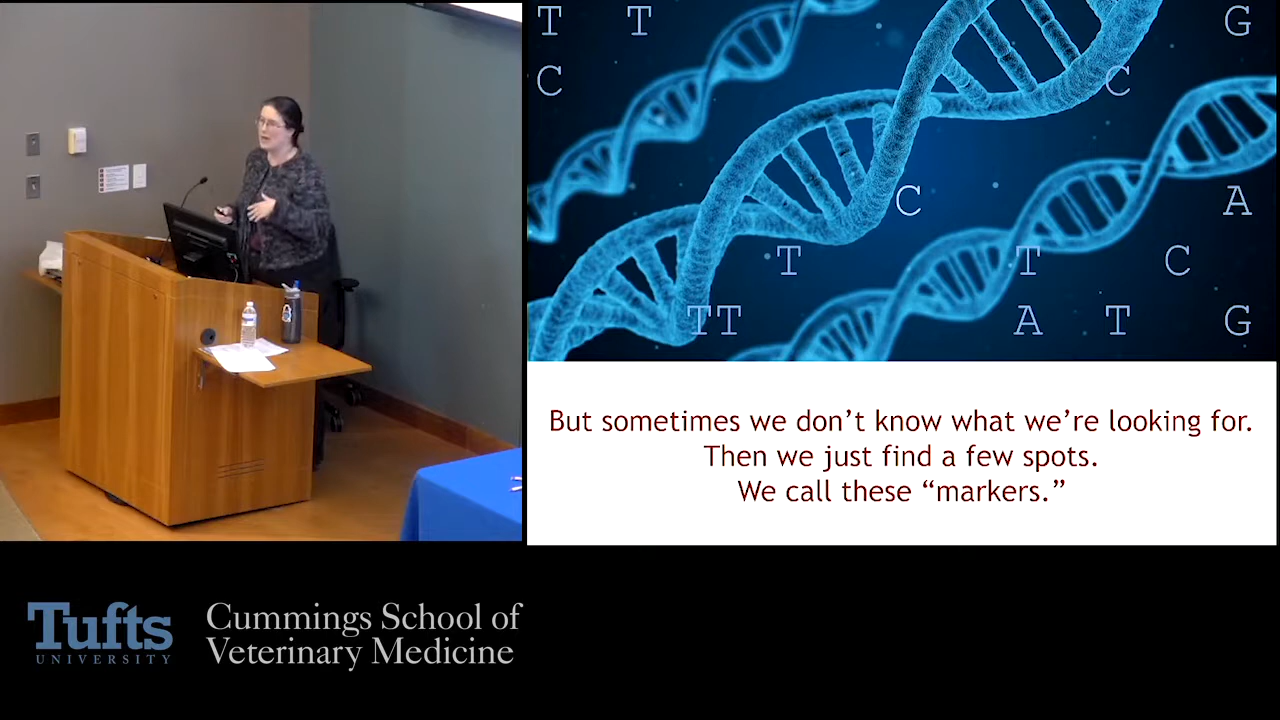 T T G
C C
C A
T T C
TT A T G
But sometimes we don't know what we're looking for.
Then we just find a few spots.
We call these “markers.”
Tufts
UNIVERSITY
Cummings School of
Veterinary Medicine